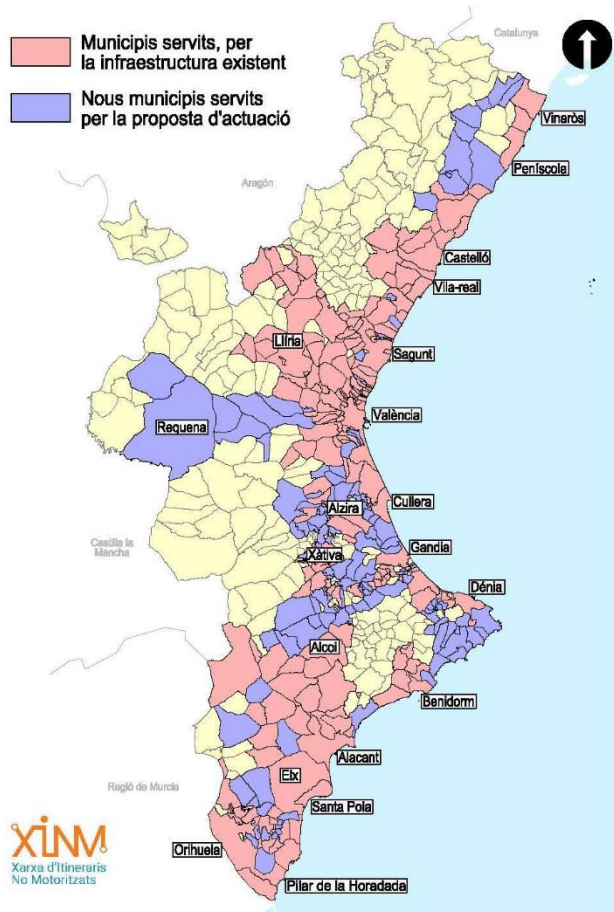 Municipis servits, per
la infraestructura existent
Nous municipis servits
per la proposta d'actuació
Catalunya
Vinaròs
Peníscola
Aragón
Castelló
Vila-real
Llíria
Sagunt
València
Requena
Cullera
Alzira
Castilla la
Mancha
Xàtiva
Gandia
Dénia
Alcoi
Benidorm
Alacant
Elx
Regió de Murcia
Santa Pola
XINM
Xarxa d'Itineraris
No Motoritzats
Orihuela
Pilar de la Horadada